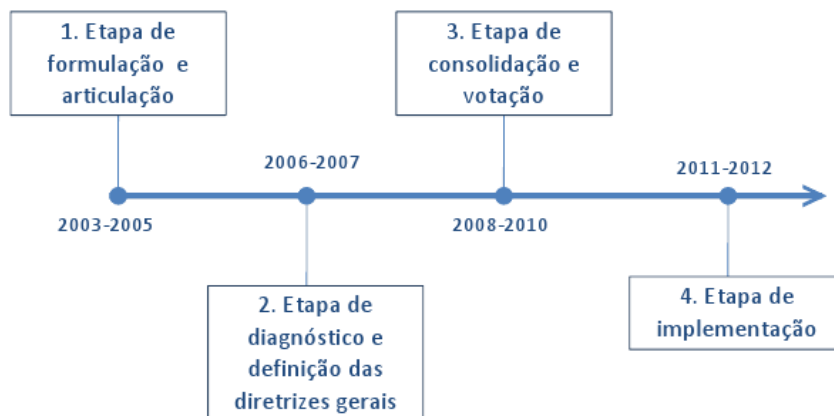 1. Etapa de
formulação e
articulação
3. Etapa de
consolidação e
votação
2006-2007
2011-2012
2003-2005
2008-2010
2. Etapa de
diagnóstico e
definição das
diretrizes gerais
4. Etapa de
implementação